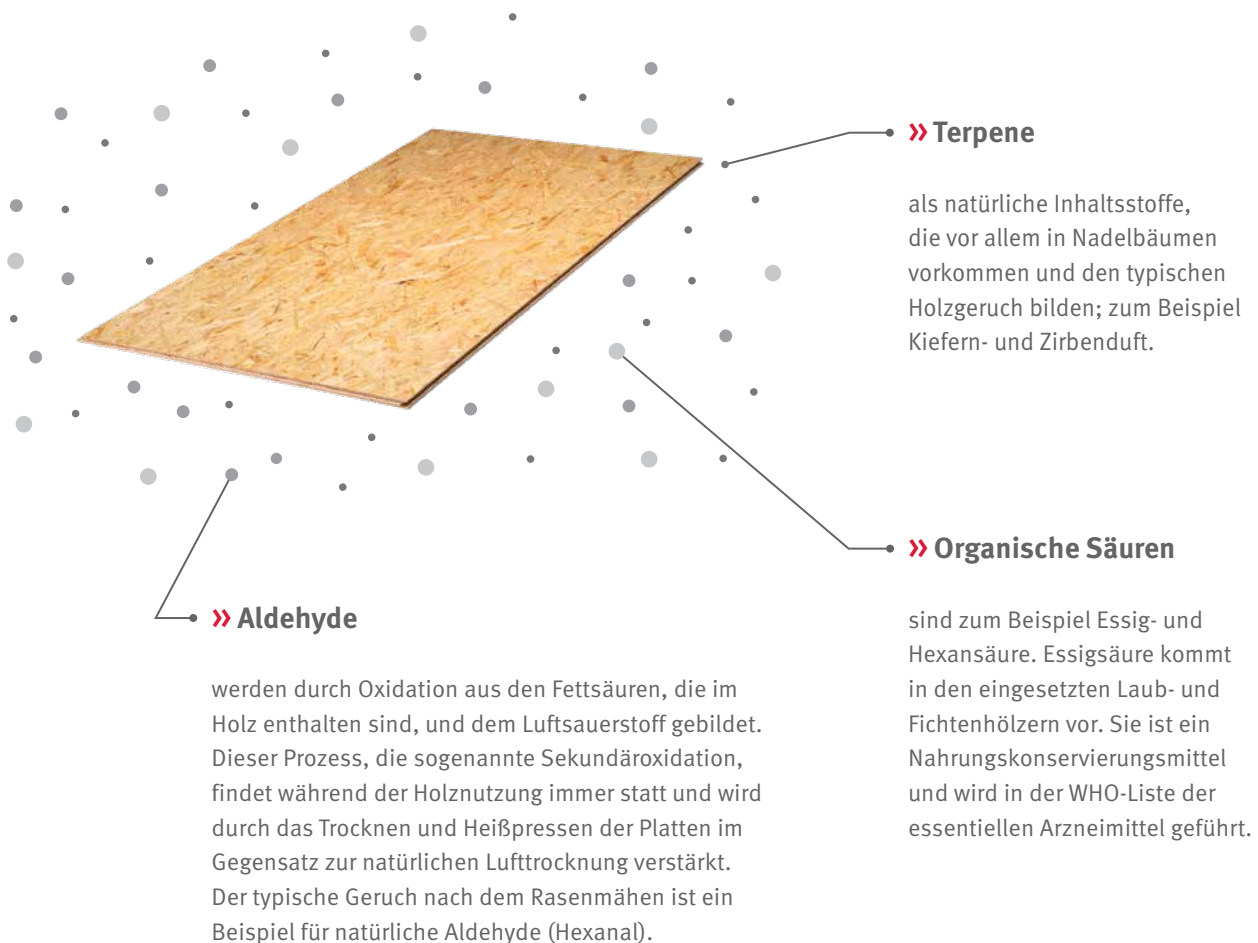 » Terpene
als natürliche Inhaltsstoffe,
die vor allem in Nadelbäumen
vorkommen und den typischen
Holzgeruch bilden; zum Beispiel
Kiefern- und Zirbenduft.
» Organische Säuren
sind zum Beispiel Essig- und
Hexansäure. Essigsäure kommt
in den eingesetzten Laub- und
Fichtenhölzern vor. Sie ist ein
Nahrungskonservierungsmittel
und wird in der WHO-Liste der
essentiellen Arzneimittel geführt.
» Aldehyde
werden durch Oxidation aus den Fettsäuren, die im
Holz enthalten sind, und dem Luftsauerstoff gebildet.
Dieser Prozess, die sogenannte Sekundäroxidation,
findet während der Holznutzung immer statt und wird
durch das Trocknen und Heißpressen der Platten im
Gegensatz zur natürlichen Lufttrocknung verstärkt.
Der typische Geruch nach dem Rasenmähen ist ein
Beispiel für natürliche Aldehyde (Hexanal).